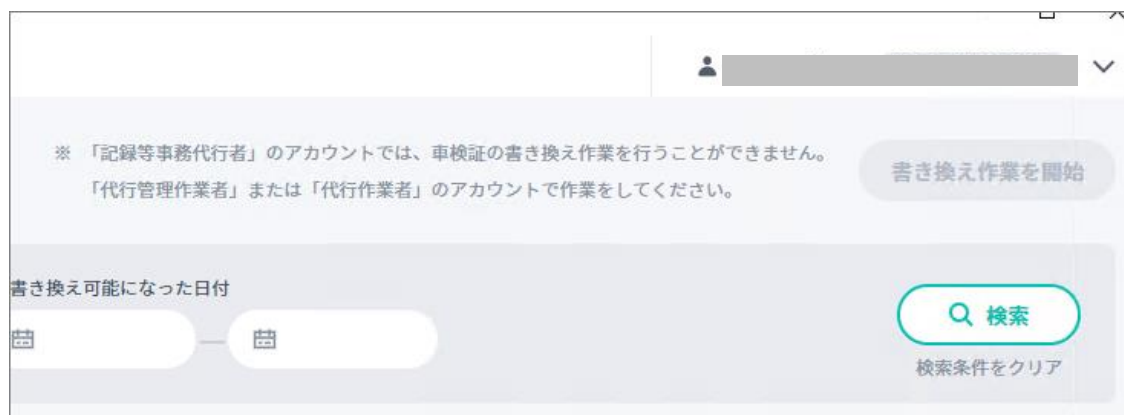 ※ 「記録等事務代行者」のアカウントでは、車検証の書き換え作業を行うことができません。
「代行管理作業者」または「代行作業者」のアカウントで作業をしてください。
書き換え作業を開始
書き換え可能になった日付
—
検索
検索条件をクリア